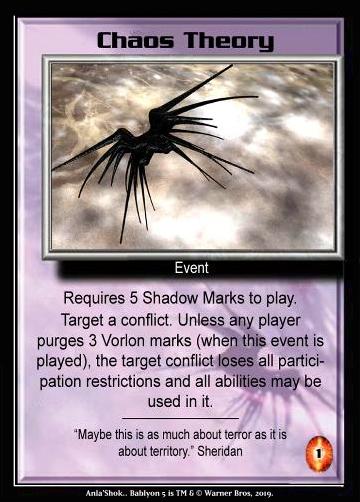 Chaos Theory
Event
Requires 5 Shadow Marks to play.
Target a conflict. Unless any player
purges 3 Vorlon marks (when this event is
played), the target conflict loses all partici-
pation restrictions and all abilities may be
used in it.
“Maybe this is as much about terror as it is
about territory.” Sheridan
1
Anla'Shok.. Bablyon 5 is TM & © Warner Bros, 2019.